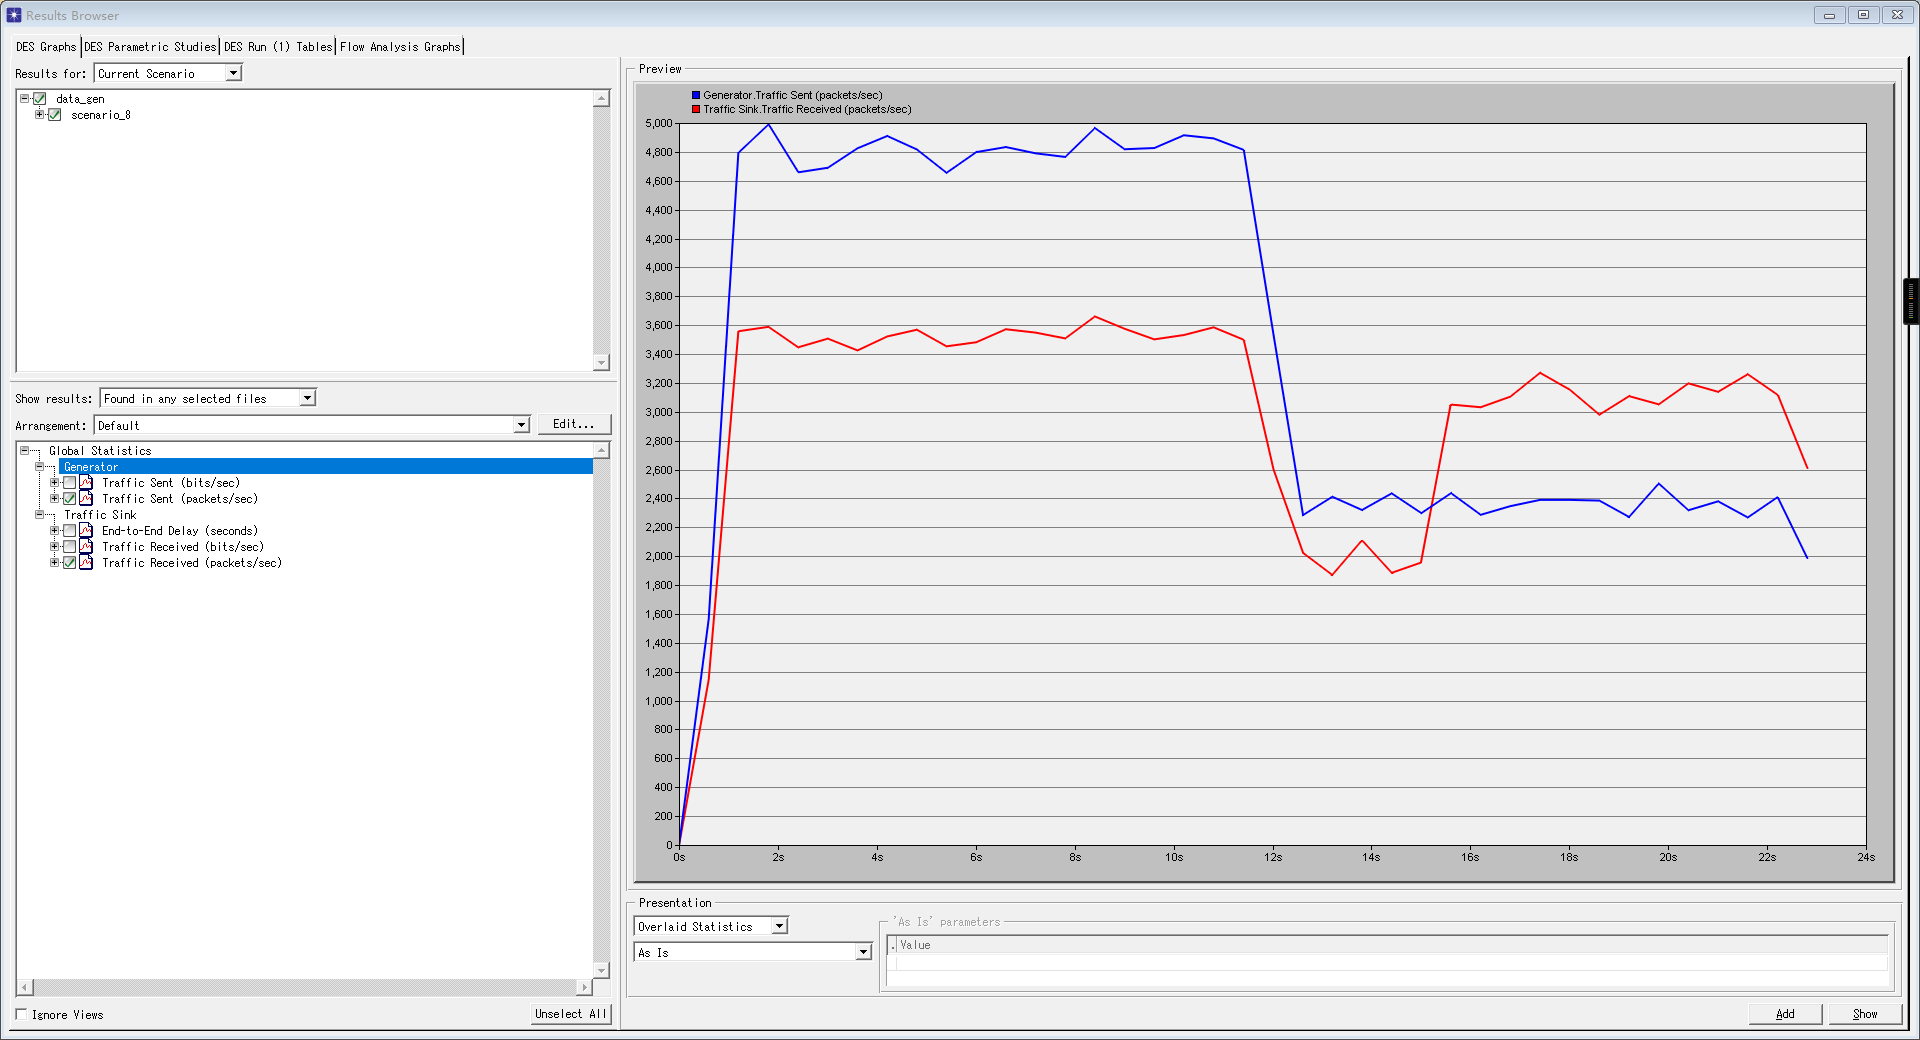 Results Browser
DES Graphs DES Parametric Studies DES Run (1) Tables Flow Analysis Graphs
Results for: Current Scenario
data_gen
scenario_8
Show results: Found in any selected files
Arrangement: Default Edit...
Global Statistics
Generator
Traffic Sent (bits/sec)
Traffic Sent (packets/sec)
Traffic Sink
End-to-End Delay (seconds)
Traffic Received (bits/sec)
Traffic Received (packets/sec)
Ignore Views Unselect All
Preview
Generator.Traffic Sent (packets/sec)
Traffic Sink.Traffic Received (packets/sec)
5,000
4,800
4,600
4,400
4,200
4,000
3,800
3,600
3,400
3,200
3,000
2,800
2,600
2,400
2,200
2,000
1,800
1,600
1,400
1,200
1,000
800
600
400
200
0
0s 2s 4s 6s 8s 10s 12s 14s 16s 18s 20s 22s 24s
Presentation
Overlaid Statistics
As Is
'As Is' parameters
. Value
Add Show